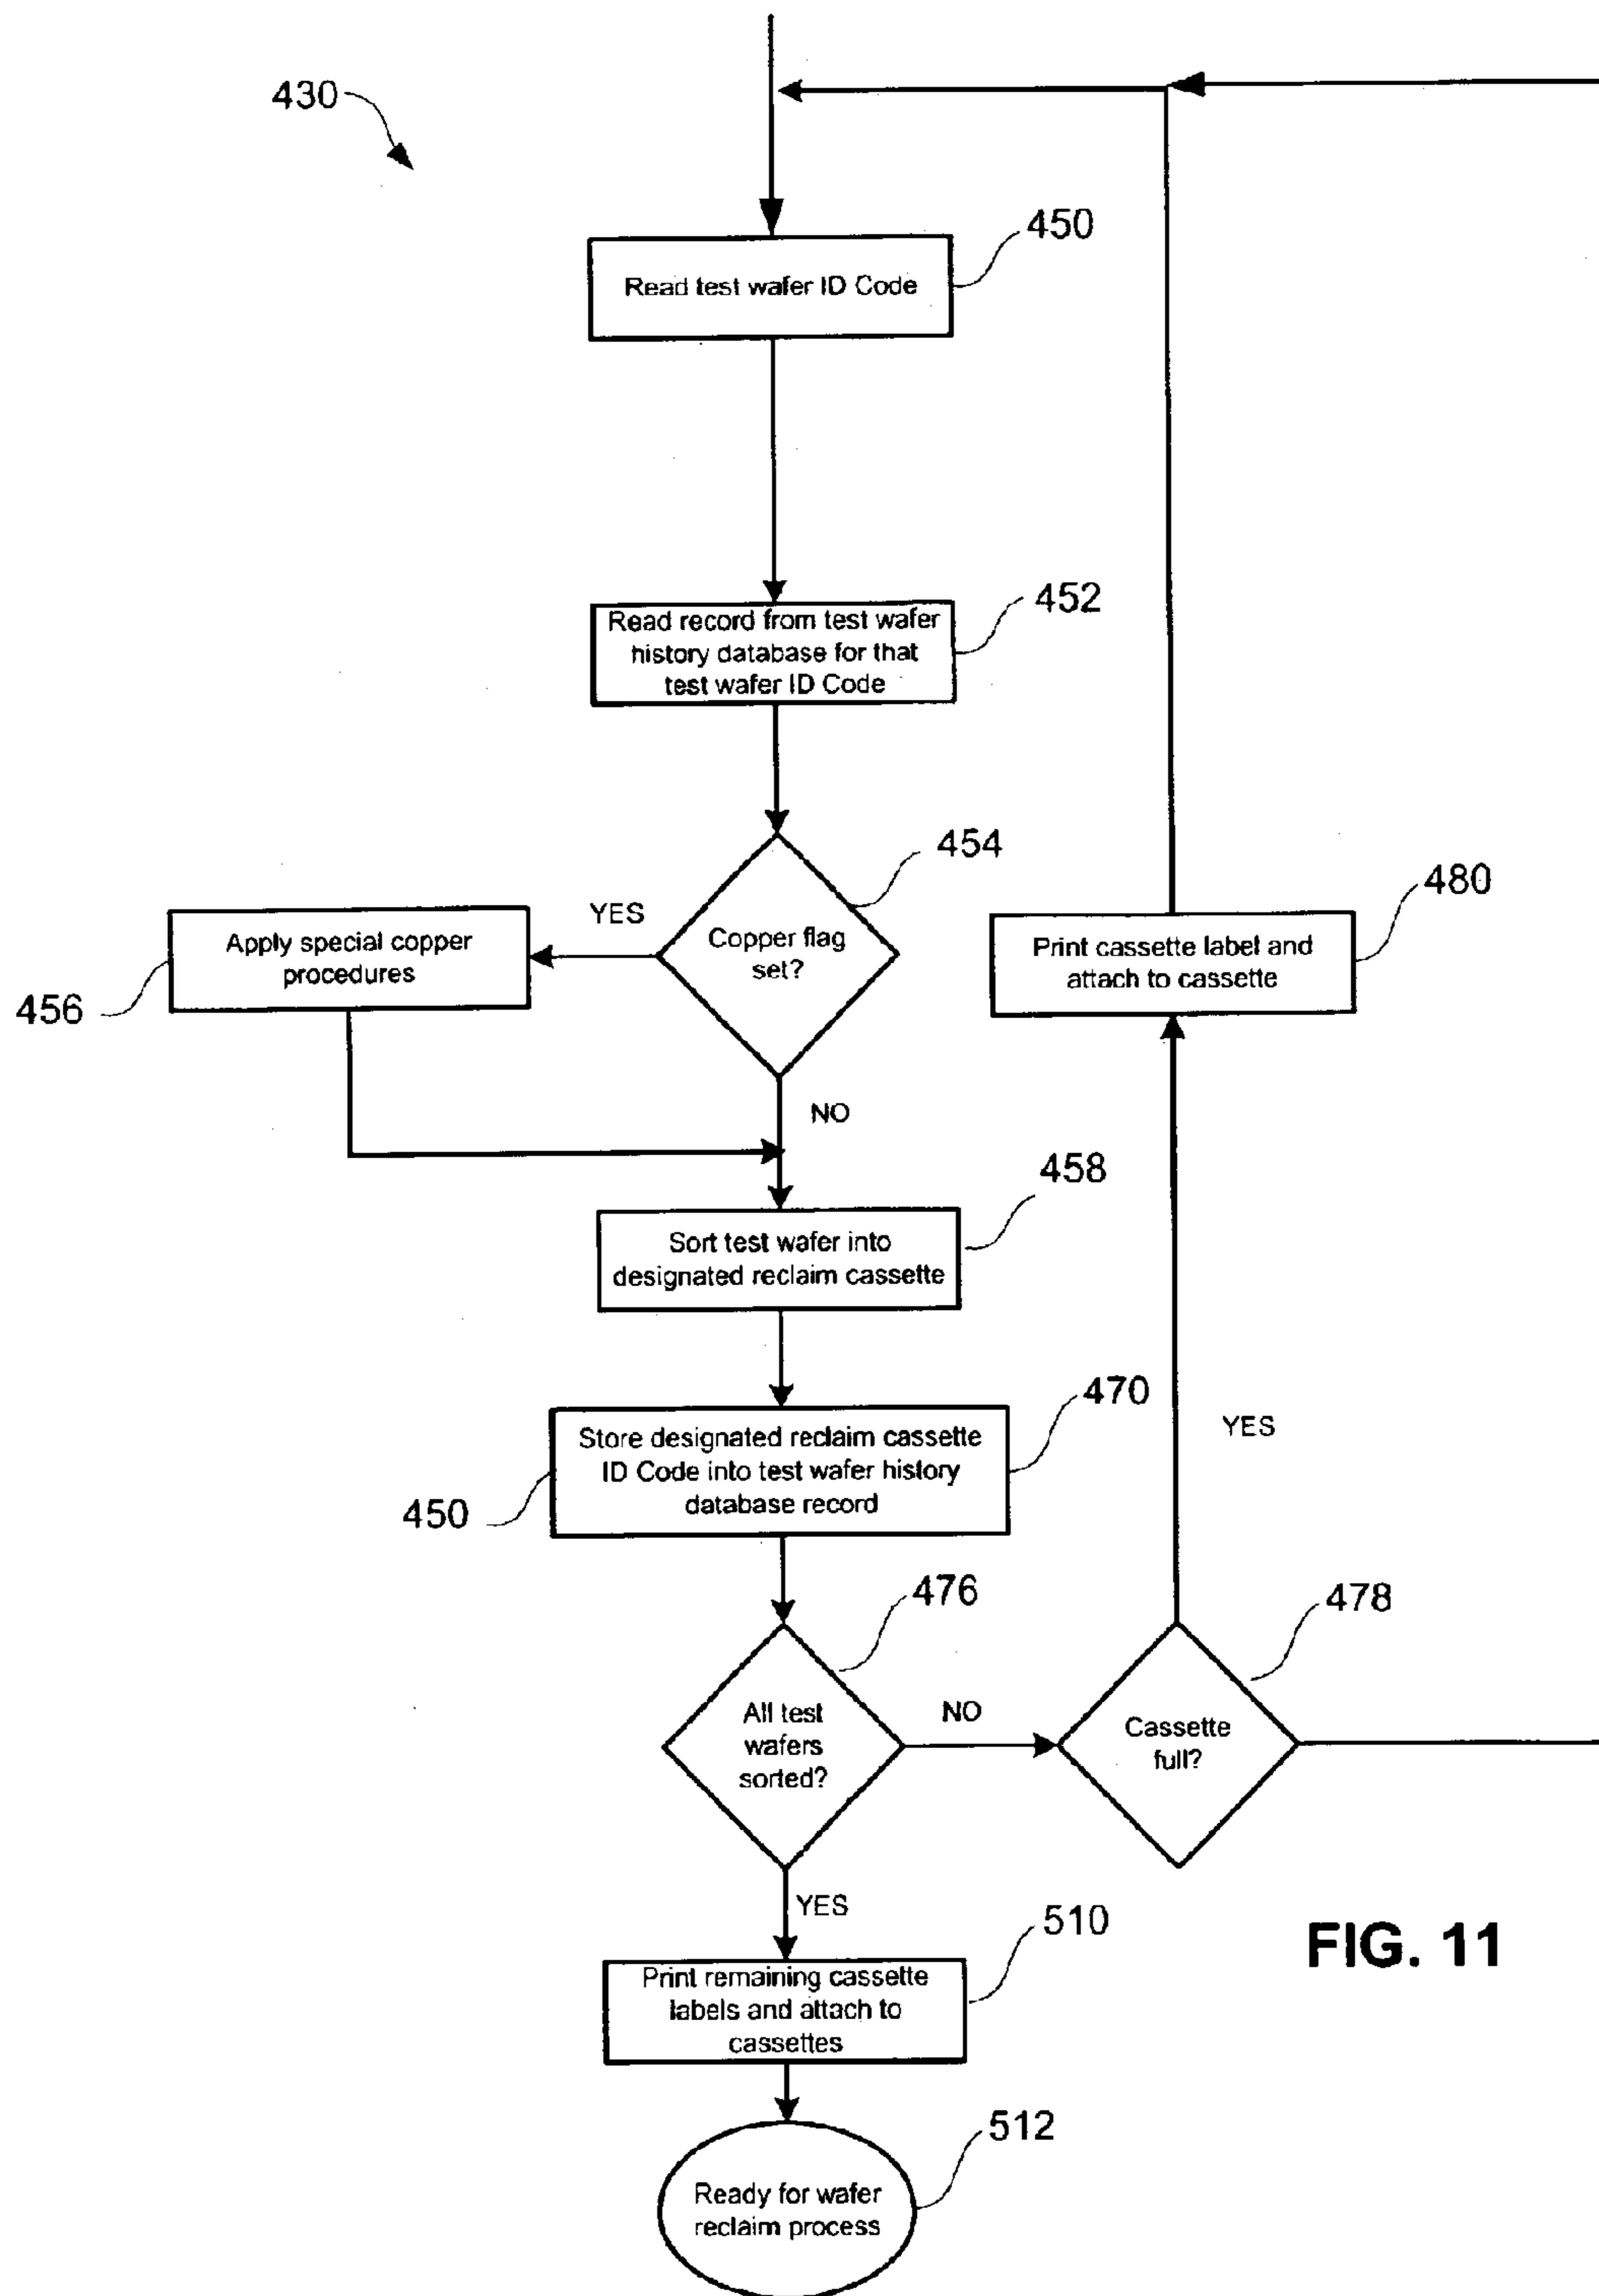 430
450
Read test wafer ID Code
452
Read record from test wafer
history database for that
test wafer ID Code
454
YES
Copper flag
set?
Apply special copper
procedures
456
480
Print cassette label and
attach to cassette
NO
458
Sort test wafer into
designated reclaim cassette
470
Store designated reclaim cassette
ID Code into test wafer history
database record
450
YES
476
478
All test
wafers
sorted?
NO
Cassette
full?
YES
510
Print remaining cassette
labels and attach to
cassettes
FIG. 11
512
Ready for wafer
reclaim process